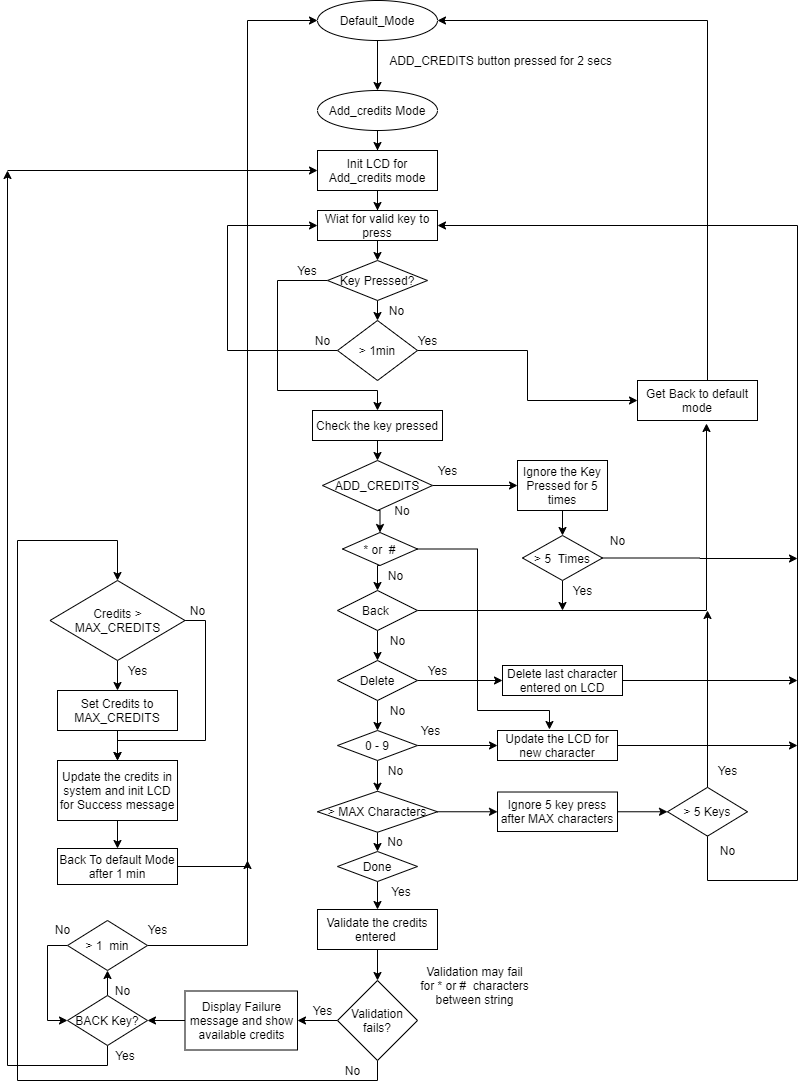 Default_Mode
ADD_CREDITS button pressed for 2 secs
Add_credits Mode
Init LCD for
Add_credits mode
Wiat for valid key to
press
Yes
Key Pressed?
No
No
> 1min
Yes
Get Back to default
mode
Check the key pressed
ADD_CREDITS
Yes
Ignore the Key
Pressed for 5
times
No
* or #
> 5 Times
No
No
Yes
Back
No
Credits >
MAX_CREDITS
No
Yes
Delete
Yes
Delete last character
entered on LCD
No
Set Credits to
MAX_CREDITS
0 - 9
Yes
Update the LCD for
new character
No
Update the credits in
system and init LCD
for Success message
> MAX Characters
Ignore 5 key press
after MAX characters
Yes
> 5 Keys
No
No
Back To default Mode
after 1 min
Done
Yes
Validate the credits
entered
No
> 1 min
Yes
Validation may fail
for * or # characters
between string
No
BACK Key?
Yes
Display Failure
message and show
available credits
Yes
Validation
fails?
No